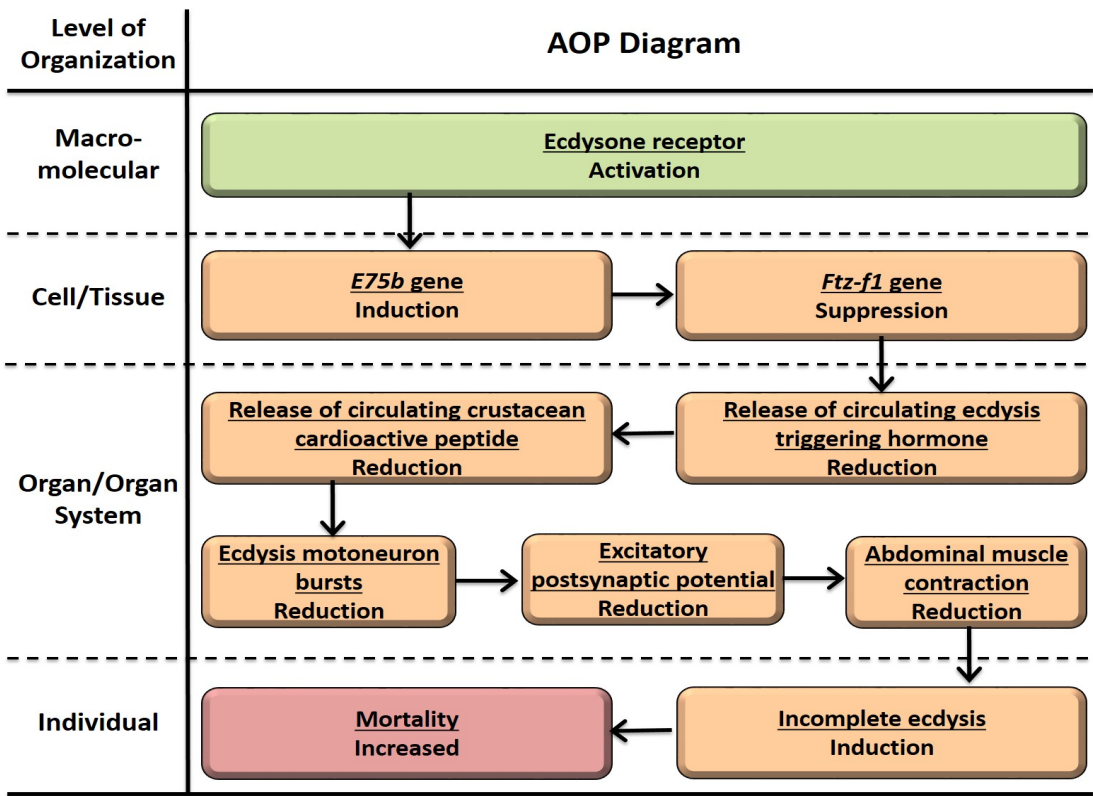 Level of
Organization
AOP Diagram
Macro-
molecular
Ecdysone receptor
Activation
Cell/Tissue
E75b gene
Induction
Ftz-f1 gene
Suppression
Organ/Organ
System
Release of circulating crustacean
cardioactive peptide
Reduction
Release of circulating ecdysis
triggering hormone
Reduction
Ecdysis motoneuron
bursts
Reduction
Excitatory
postsynaptic potential
Reduction
Abdominal muscle
contraction
Reduction
Individual
Mortality
Increased
Incomplete ecdysis
Induction